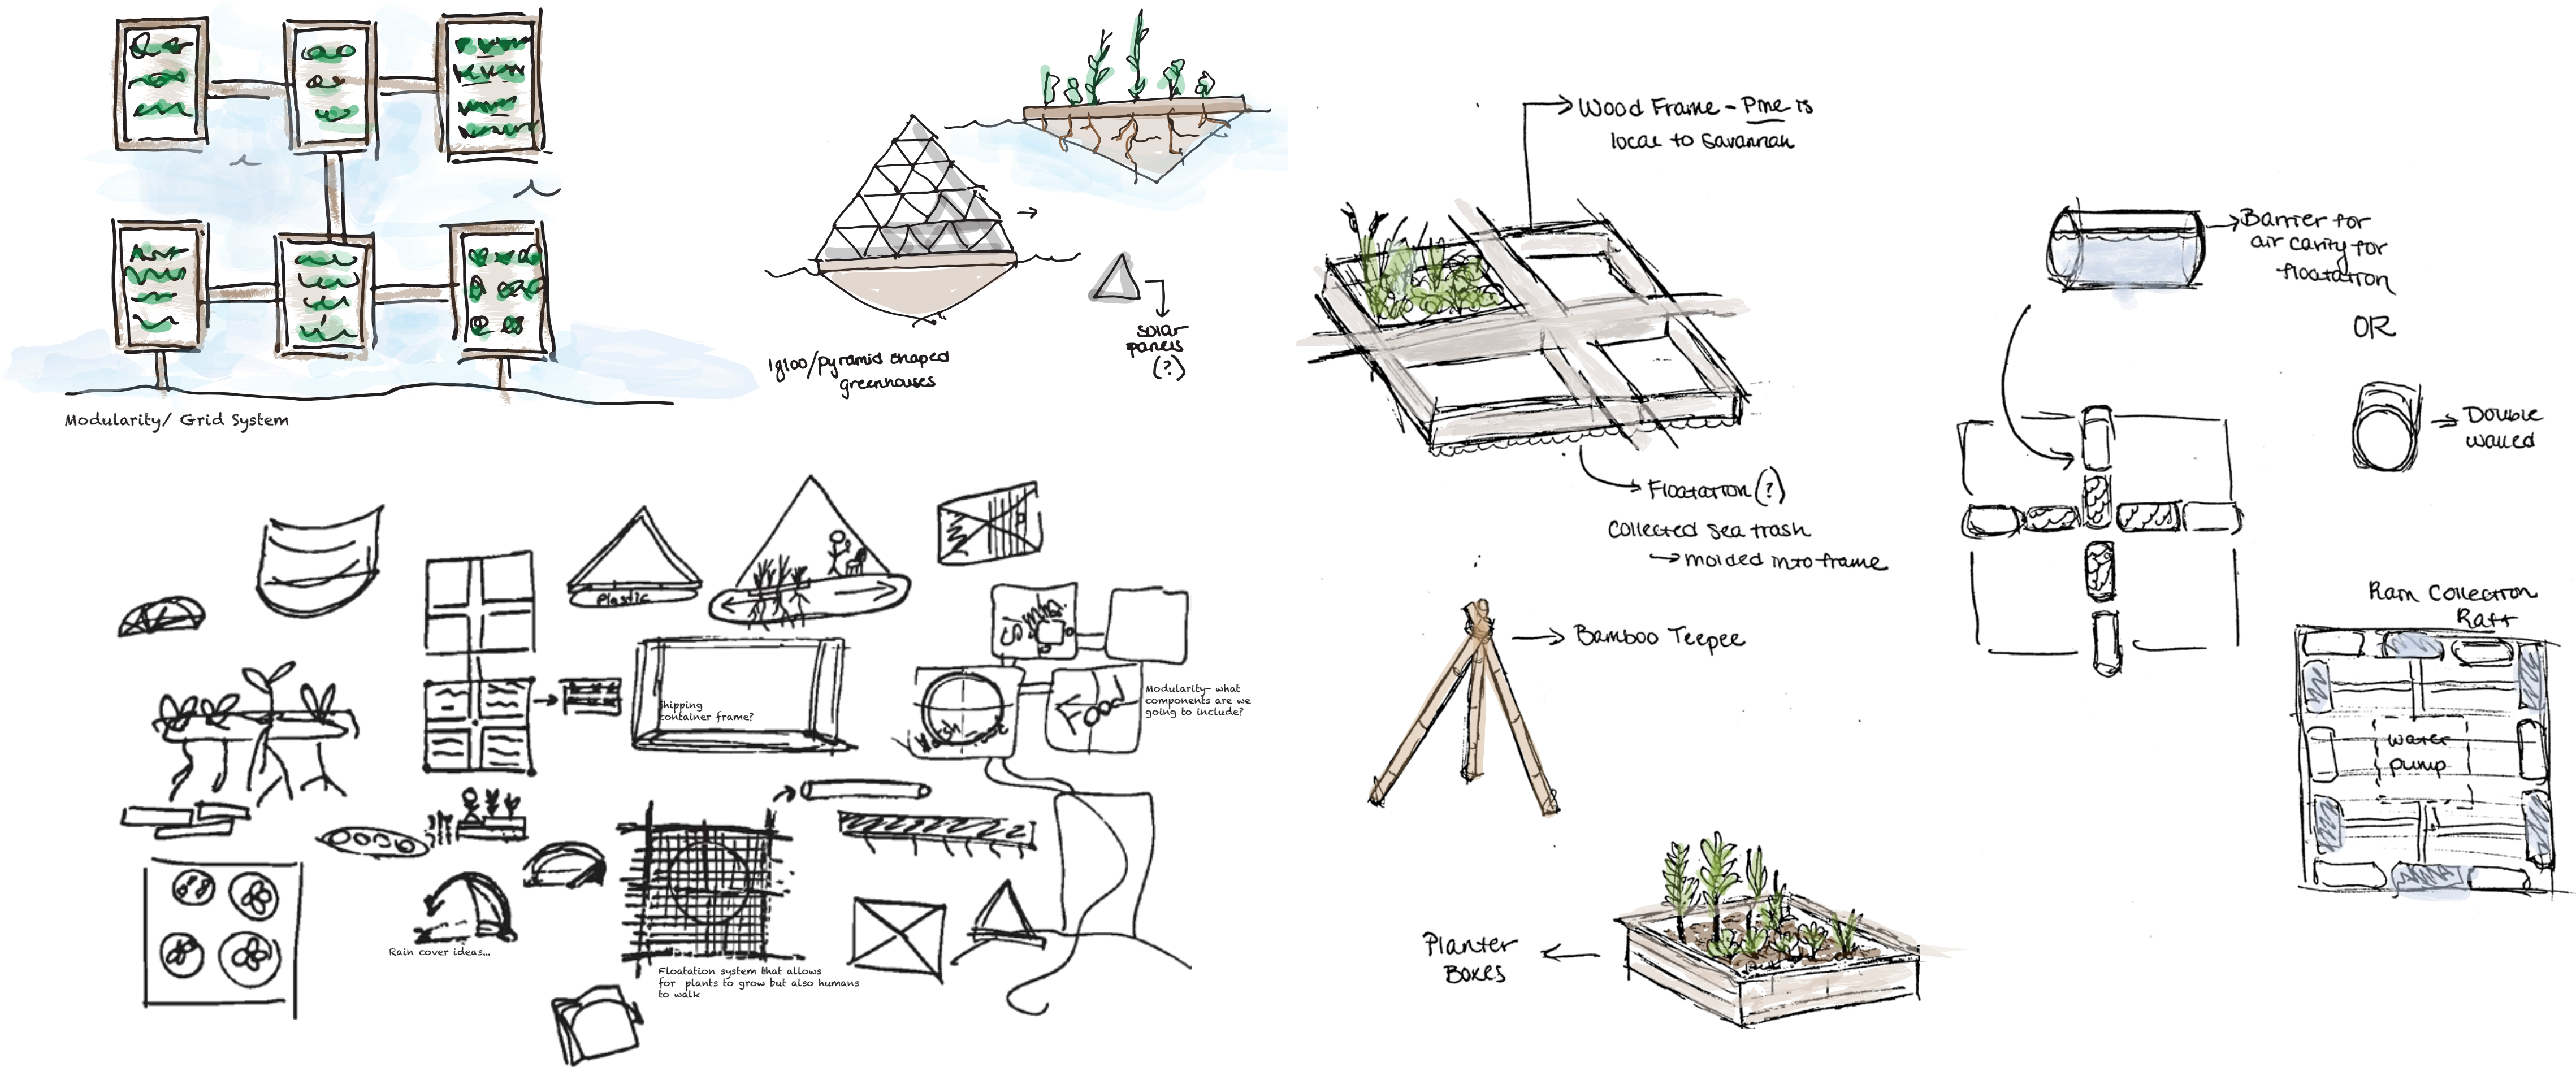 Modularity/ Grid System
Igloo/pyramid shaped
greenhouses
solar
panels
(?)
Wood Frame - Pine is
local to Savannah
Floatation (?)
Collected sea trash
→ molded into frame
Bamboo Teepee
Planter
Boxes
Barrier for
air cavity for
floatation
OR
Double
walled
Rain Collection
Raft
water
pump
Plastic
Shipping
container frame?
Food
Modularity- what
components are we
going to include?
Rain cover ideas...
Floatation system that allows
for plants to grow but also humans
to walk